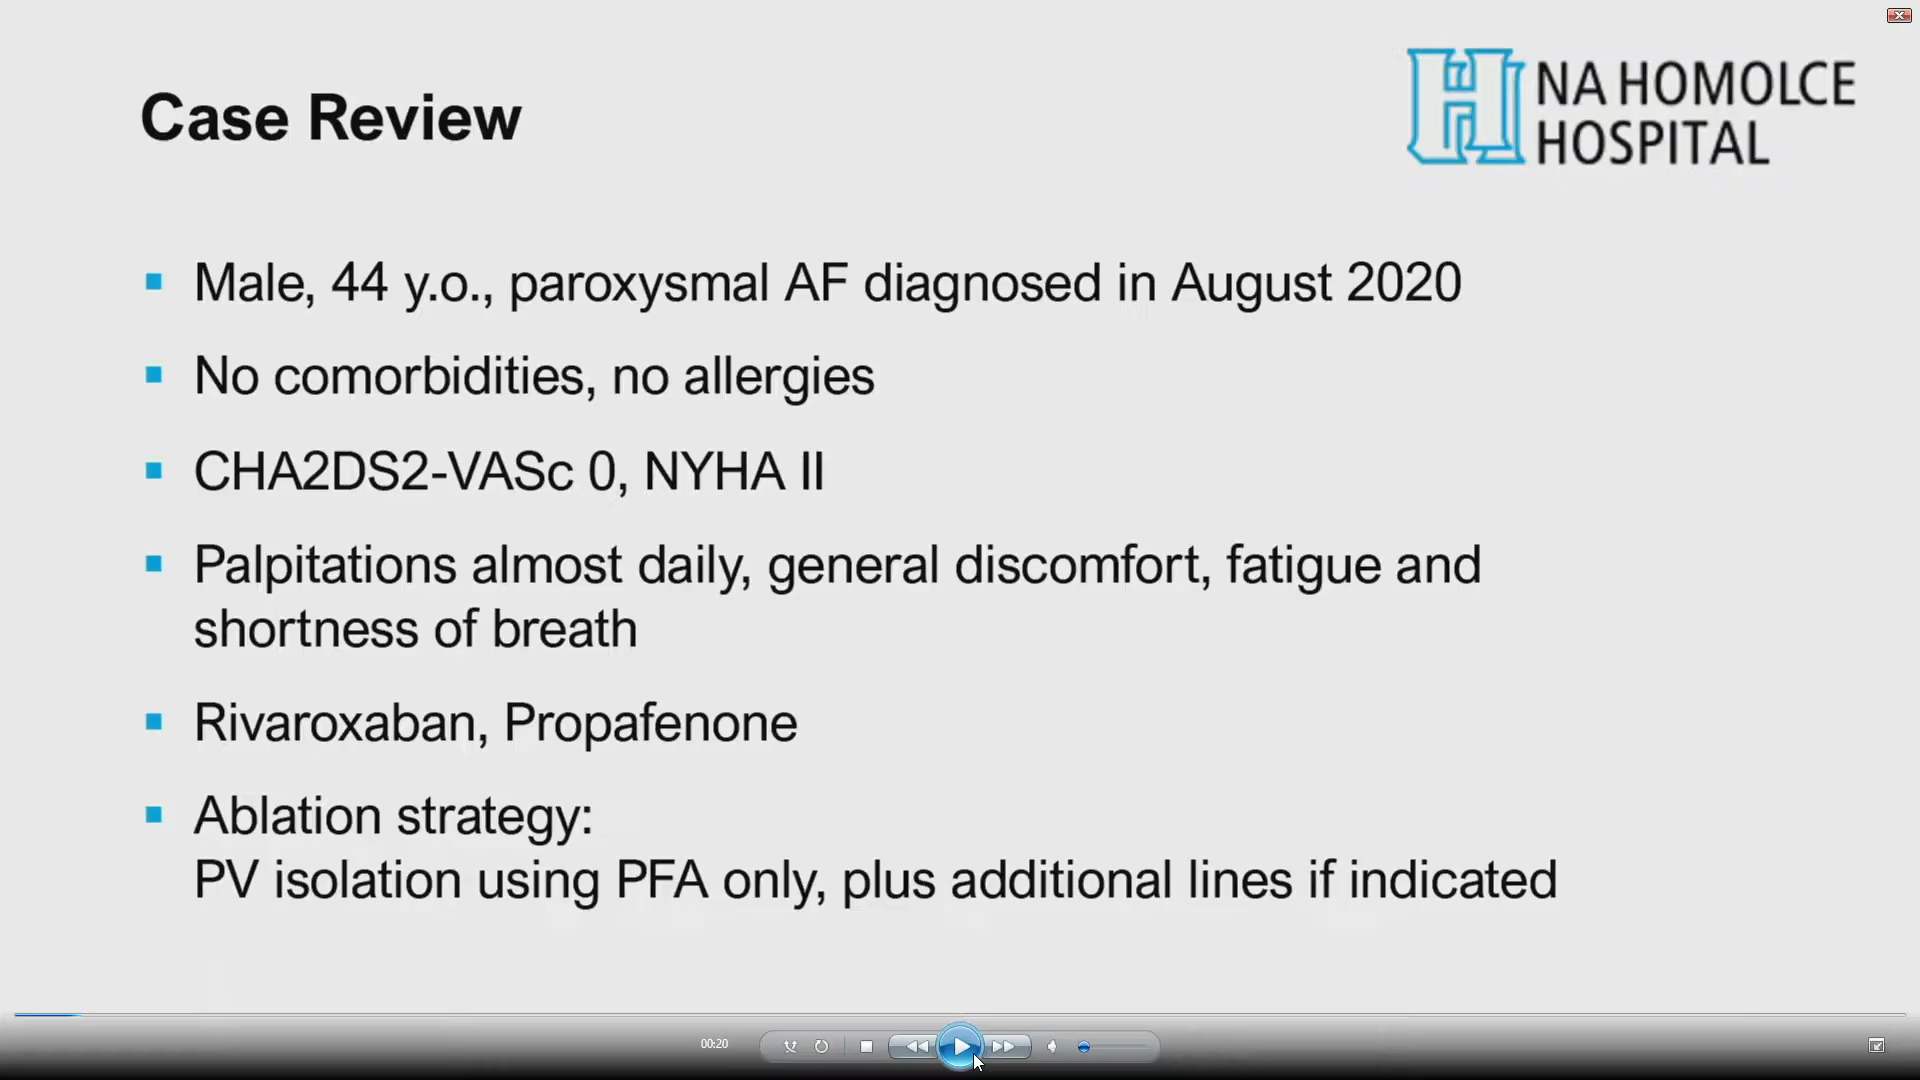 Case Review
NA HOMOLCE
HOSPITAL
Male, 44 y.o., paroxysmal AF diagnosed in August 2020
No comorbidities, no allergies
CHA2DS2-VASc 0, NYHA II
Palpitations almost daily, general discomfort, fatigue and
shortness of breath
Rivaroxaban, Propafenone
Ablation strategy:
PV isolation using PFA only, plus additional lines if indicated
00:20